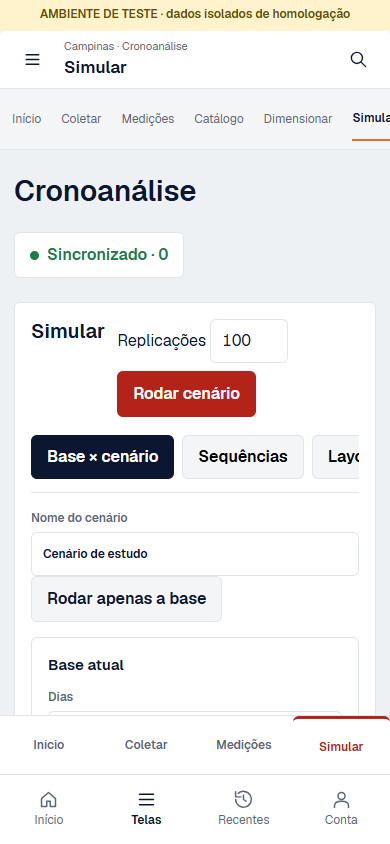 AMBIENTE DE TESTE · dados isolados de homologação
Campinas · Cronoanálise
Simular
Início Coletar Medições Catálogo Dimensionar Simula
Cronoanálise
Sincronizado · 0
Simular
Replicações 100
Rodar cenário
Base × cenário Sequências Layo
Nome do cenário
Cenário de estudo
Rodar apenas a base
Base atual
Dias
Início Coletar Medições Simular
Início Telas Recentes Conta